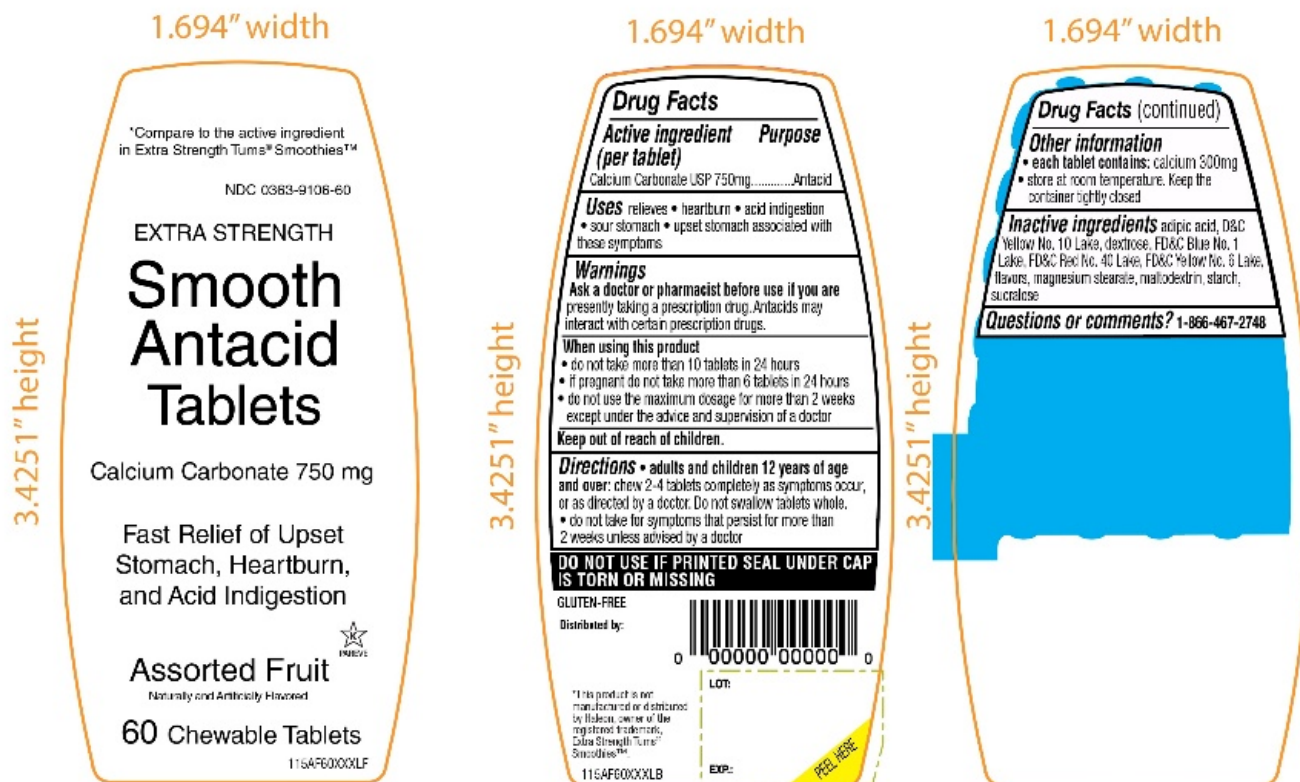 1.694" width
3.4251" height
*Compare to the active ingredient
in Extra Strength Tums® Smoothies™
NDC 0363-9106-60
EXTRA STRENGTH
Smooth
Antacid
Tablets
Calcium Carbonate 750 mg
Fast Relief of Upset
Stomach, Heartburn,
and Acid Indigestion
K
PAREVE
Assorted Fruit
Naturally and Artificially Flavored
60 Chewable Tablets
115AF60XXXLF
1.694" width
3.4251" height
Drug Facts
Active ingredient Purpose
(per tablet)
Calcium Carbonate USP 750mg............Antacid
Uses relieves • heartburn • acid indigestion
• sour stomach • upset stomach associated with
these symptoms
Warnings
Ask a doctor or pharmacist before use if you are
presently taking a prescription drug. Antacids may
interact with certain prescription drugs.
When using this product
• do not take more than 10 tablets in 24 hours
• if pregnant do not take more than 6 tablets in 24 hours
• do not use the maximum dosage for more than 2 weeks
except under the advice and supervision of a doctor
Keep out of reach of children.
Directions • adults and children 12 years of age
and over: chew 2-4 tablets completely as symptoms occur,
or as directed by a doctor. Do not swallow tablets whole.
• do not take for symptoms that persist for more than
2 weeks unless advised by a doctor
DO NOT USE IF PRINTED SEAL UNDER CAP
IS TORN OR MISSING
GLUTEN-FREE
Distributed by:
0 00000 00000 0
*This product is not
manufactured or distributed
by Haleon, owner of the
registered trademark,
Extra Strength Tums®
Smoothies™.
115AF60XXXLB
LOT:
EXP.:
PEEL HERE
1.694" width
3.4251" height
Drug Facts (continued)
Other information
• each tablet contains: calcium 300mg
• store at room temperature. Keep the
container tightly closed
Inactive ingredients adipic acid, D&C
Yellow No. 10 Lake, dextrose, FD&C Blue No. 1
Lake, FD&C Red No. 40 Lake, FD&C Yellow No. 6 Lake,
flavors, magnesium stearate, maltodextrin, starch,
sucralose
Questions or comments? 1-866-467-2748